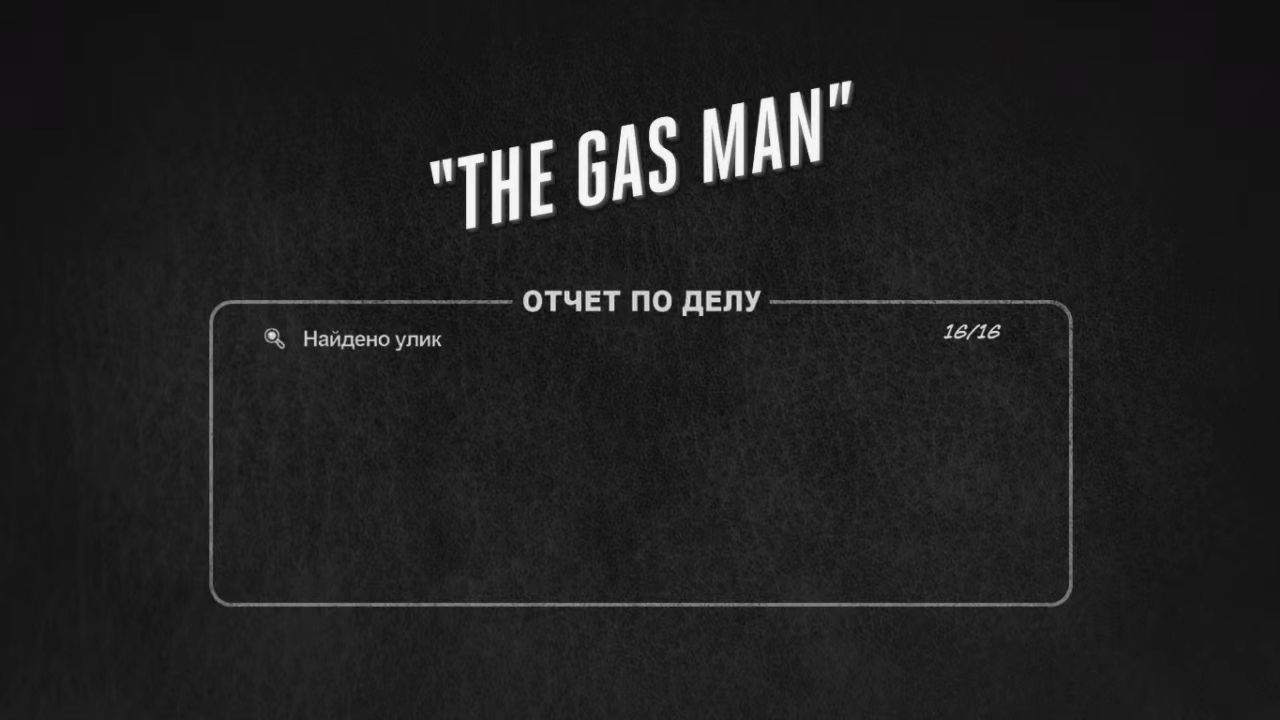 "THE GAS MAN"
ОТЧЕТ ПО ДЕЛУ
Найдено улик 16/16